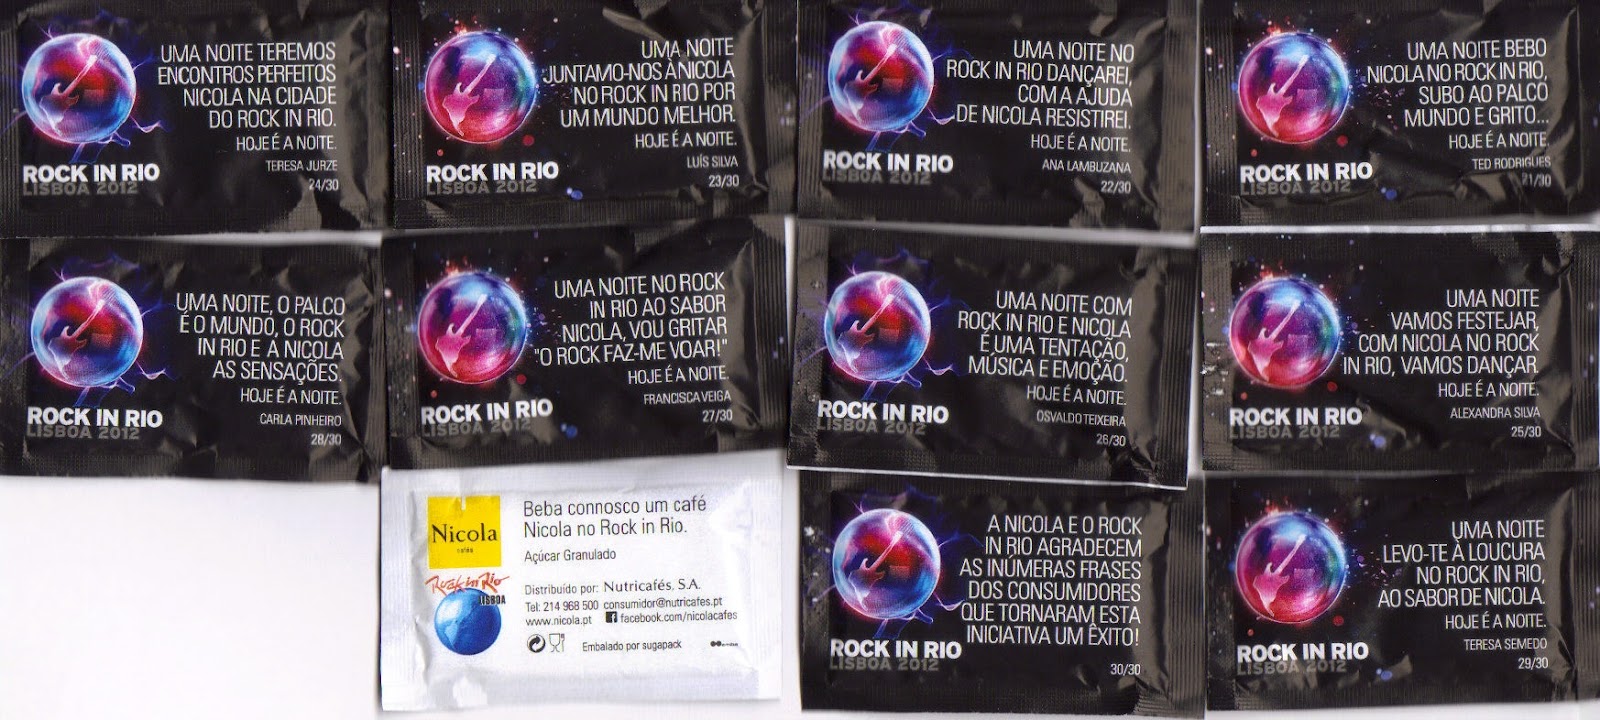 UMA NOITE TEREMOS
ENCONTROS PERFEITOS
NICOLA NA CIDADE
DO ROCK IN RIO.
HOJE É A NOITE.
TERESA JURZE
24/30
ROCK IN RIO
LISBOA 2012
UMA NOITE
JUNTAMO-NOS À NICOLA
NO ROCK IN RIO POR
UM MUNDO MELHOR.
HOJE É A NOITE.
LUÍS SILVA
23/30
ROCK IN RIO
LISBOA 2012
UMA NOITE NO
ROCK IN RIO DANÇAREI,
COM A AJUDA
DE NICOLA RESISTIREI.
HOJE É A NOITE.
ANA LAMBUZANA
22/30
ROCK IN RIO
LISBOA 2012
UMA NOITE BEBO
NICOLA NO ROCK IN RIO,
SUBO AO PALCO
MUNDO E GRITO...
HOJE É A NOITE.
TED RODRIGUES
21/30
ROCK IN RIO
LISBOA 2012
UMA NOITE, O PALCO
É O MUNDO, O ROCK
IN RIO E A NICOLA
AS SENSAÇÕES.
HOJE É A NOITE.
CARLA PINHEIRO
28/30
ROCK IN RIO
LISBOA 2012
UMA NOITE NO ROCK
IN RIO AO SABOR
NICOLA, VOU GRITAR
"O ROCK FAZ-ME VOAR!"
HOJE É A NOITE.
FRANCISCA VEIGA
27/30
ROCK IN RIO
LISBOA 2012
UMA NOITE COM
ROCK IN RIO E NICOLA
É UMA TENTAÇÃO,
MÚSICA E EMOÇÃO.
HOJE É A NOITE.
OSVALDO TEIXEIRA
26/30
ROCK IN RIO
LISBOA 2012
UMA NOITE
VAMOS FESTEJAR,
COM NICOLA NO ROCK
IN RIO, VAMOS DANÇAR.
HOJE É A NOITE.
ALEXANDRA SILVA
25/30
ROCK IN RIO
LISBOA 2012
Nicola
cafés
Rock in Rio
LISBOA
Beba connosco um café
Nicola no Rock in Rio.
Açúcar Granulado
Distribuído por: Nutricafés, S.A.
Tel: 214 968 500 consumidor@nutricafes.pt
www.nicola.pt facebook.com/nicolacafes
Embalado por sugapack
A NICOLA E O ROCK
IN RIO AGRADECEM
AS INÚMERAS FRASES
DOS CONSUMIDORES
QUE TORNARAM ESTA
INICIATIVA UM ÊXITO!
30/30
ROCK IN RIO
LISBOA 2012
UMA NOITE
LEVO-TE À LOUCURA
NO ROCK IN RIO,
AO SABOR DE NICOLA.
HOJE É A NOITE.
TERESA SEMEDO
29/30
ROCK IN RIO
LISBOA 2012